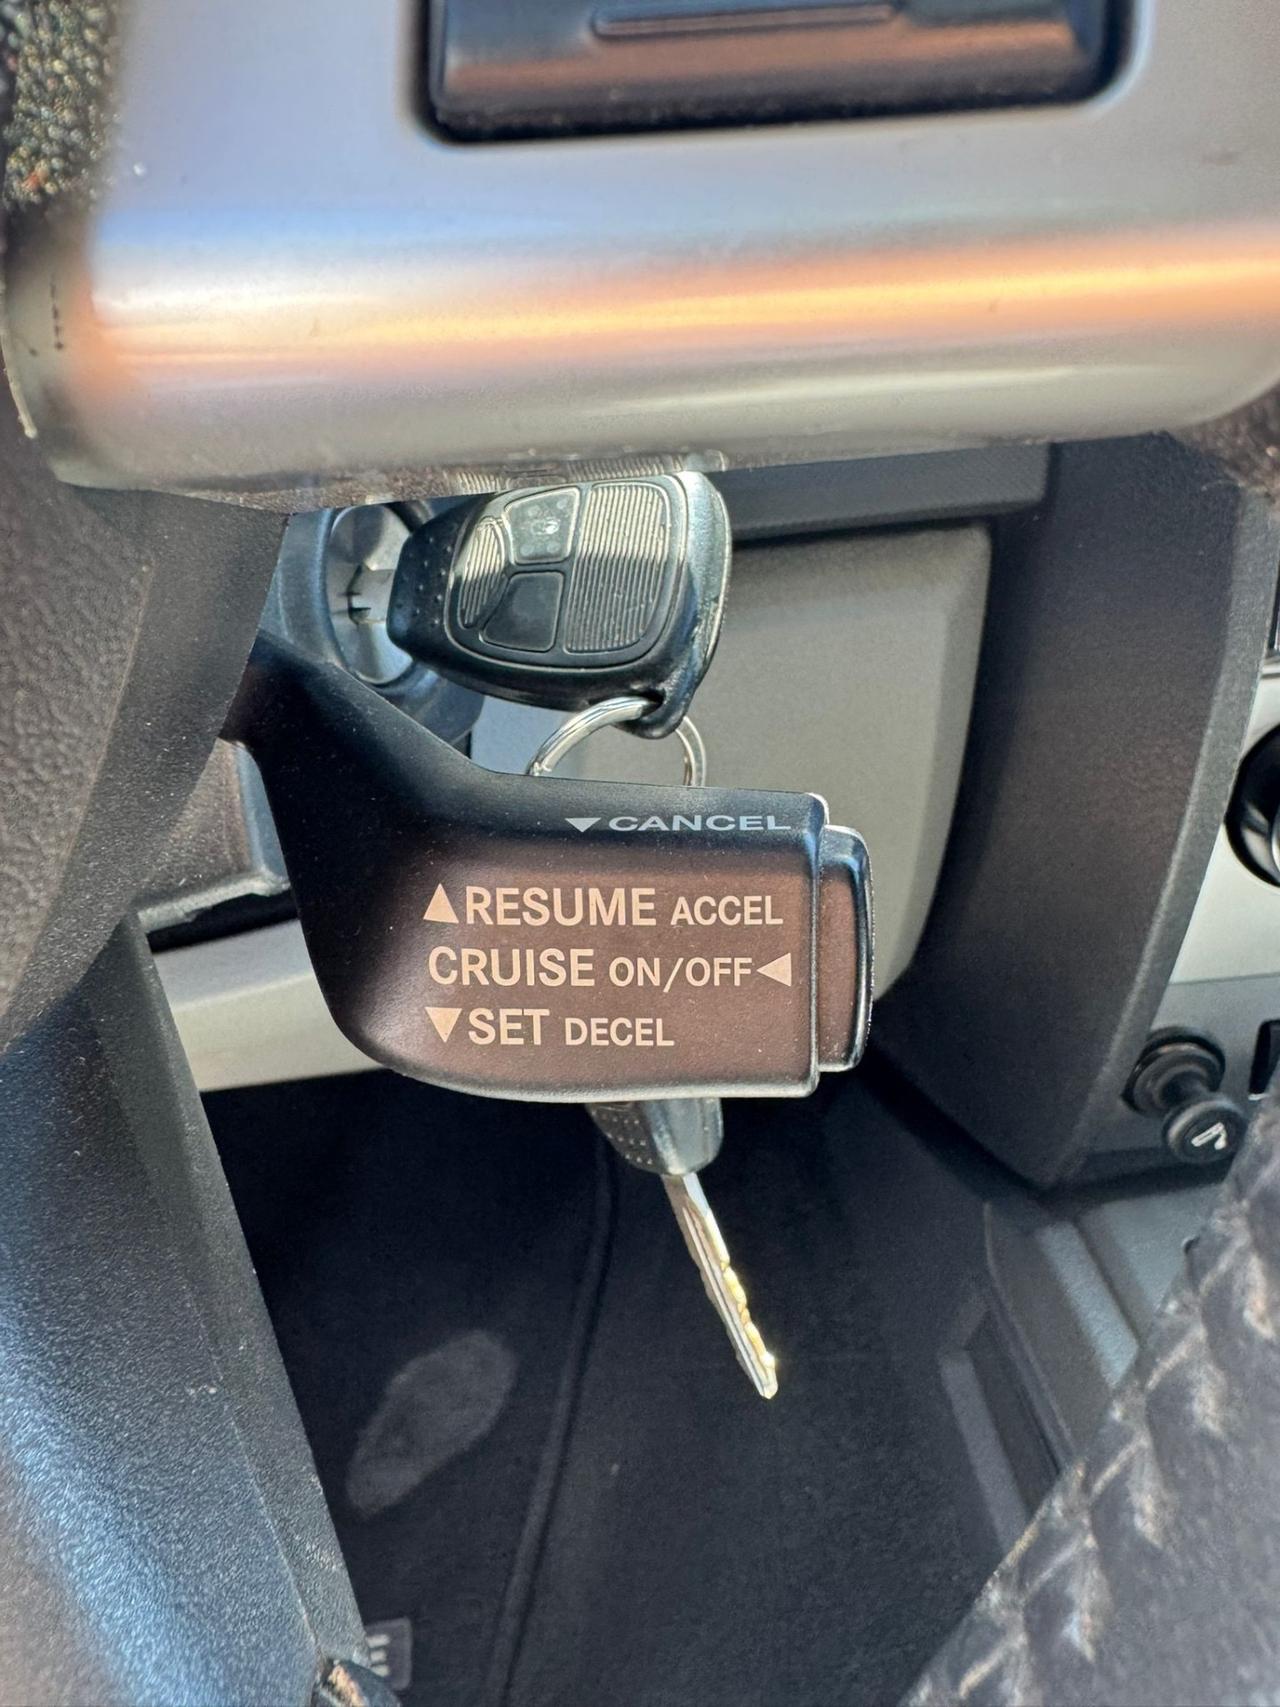 ▼CANCEL
▲RESUME ACCEL
CRUISE ON/OFF◀
▼SET DECEL